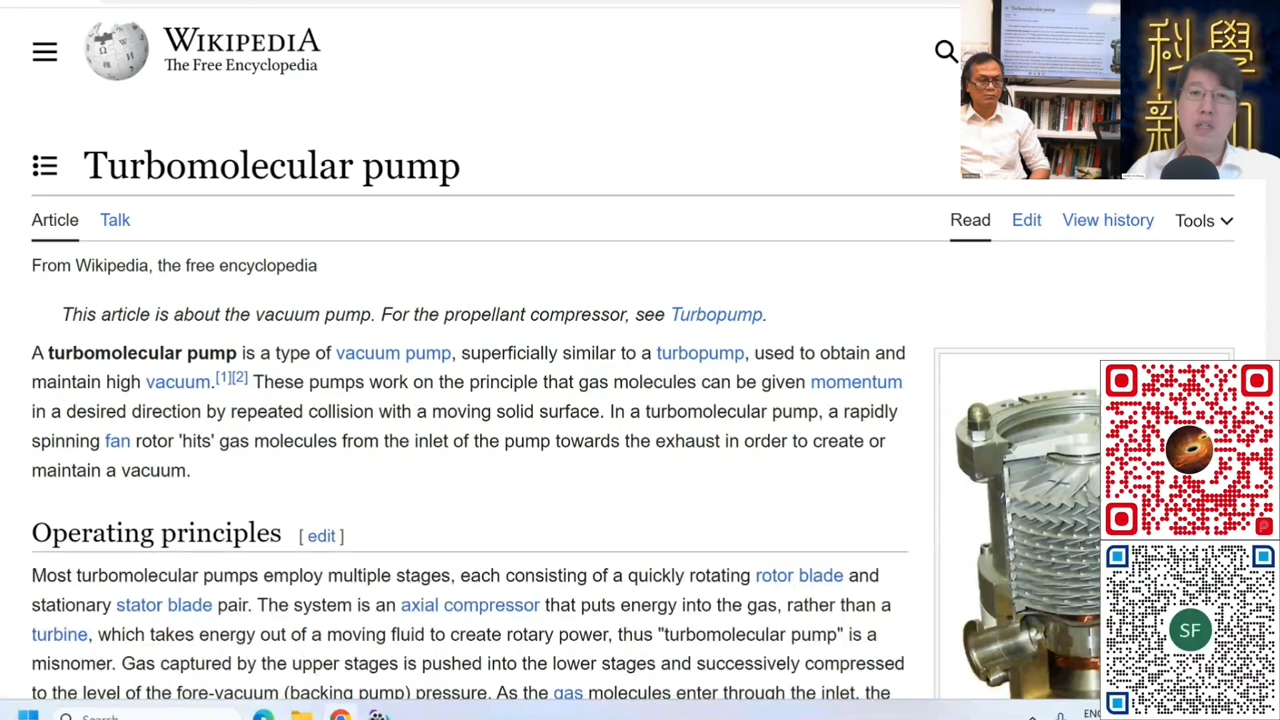 WIKIPEDIA
The Free Encyclopedia
Turbomolecular pump
Article Talk Read Edit View history Tools
From Wikipedia, the free encyclopedia
This article is about the vacuum pump. For the propellant compressor, see Turbopump.
A turbomolecular pump is a type of vacuum pump, superficially similar to a turbopump, used to obtain and
maintain high vacuum.[1][2] These pumps work on the principle that gas molecules can be given momentum
in a desired direction by repeated collision with a moving solid surface. In a turbomolecular pump, a rapidly
spinning fan rotor 'hits' gas molecules from the inlet of the pump towards the exhaust in order to create or
maintain a vacuum.
Operating principles [ edit ]
Most turbomolecular pumps employ multiple stages, each consisting of a quickly rotating rotor blade and
stationary stator blade pair. The system is an axial compressor that puts energy into the gas, rather than a
turbine, which takes energy out of a moving fluid to create rotary power, thus "turbomolecular pump" is a
misnomer. Gas captured by the upper stages is pushed into the lower stages and successively compressed
to the level of the fore-vacuum (backing pump) pressure. As the gas molecules enter through the inlet, the
Search
ENG
Turbomolecular pump
科學
新知
SF